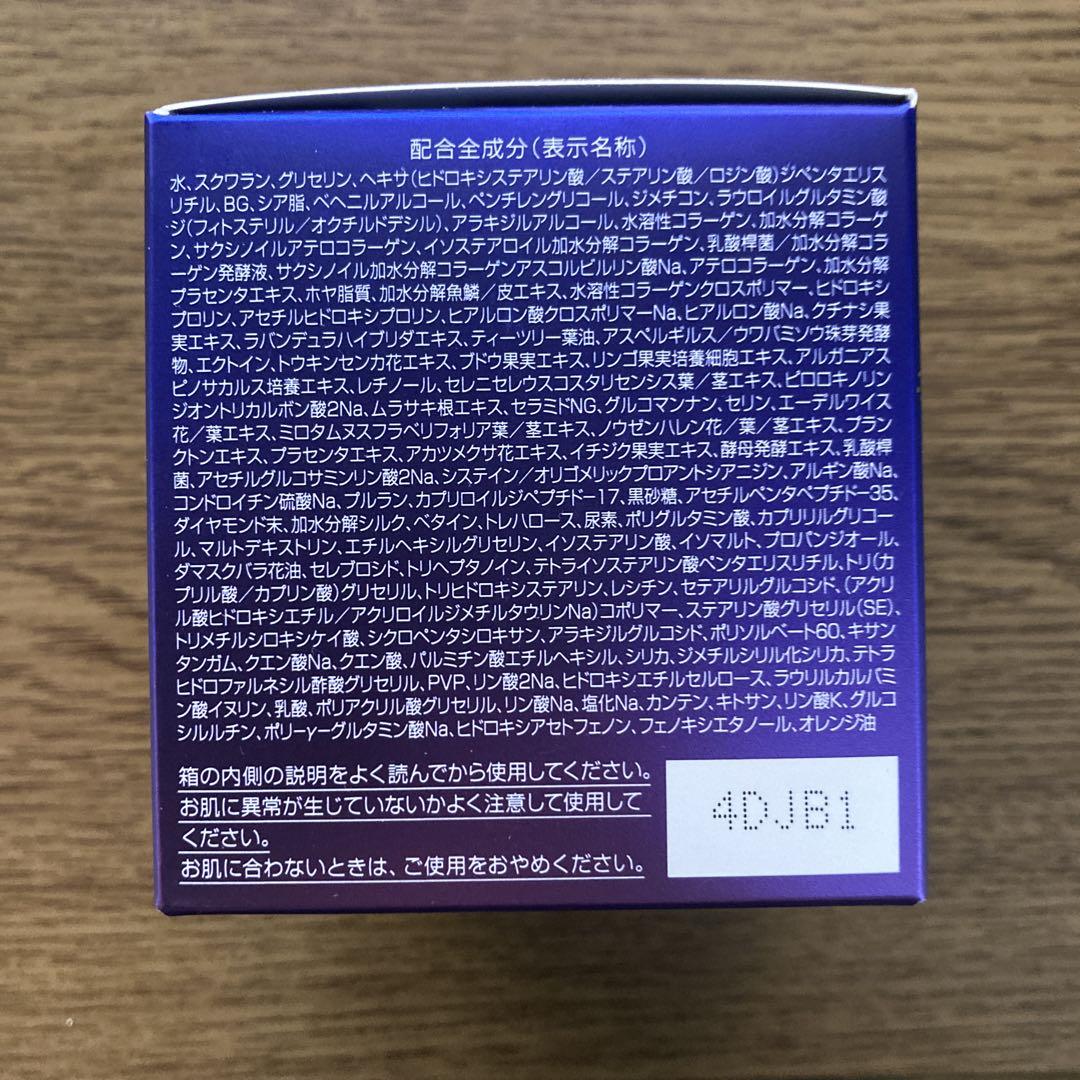 配合全成分(表示名称)
水、スクワラン、グリセリン、ヘキサ(ヒドロキシステアリン酸/ステアリン酸/ロジン酸)ジペンタエリス
リチル、BG、シア脂、ベヘニルアルコール、ペンチレングリコール、ジメチコン、ラウロイルグルタミン酸
ジ(フィトステリル/オクチルドデシル)、アラキジルアルコール、水溶性コラーゲン、加水分解コラーゲ
ン、サクシノイルアテロコラーゲン、イソステアロイル加水分解コラーゲン、乳酸桿菌/加水分解コラ
ーゲン発酵液、サクシノイル加水分解コラーゲンアスコルビルリン酸Na、アテロコラーゲン、加水分解
プラセンタエキス、ホヤ脂質、加水分解魚鱗/皮エキス、水溶性コラーゲンクロスポリマー、ヒドロキシ
プロリン、アセチルヒドロキシプロリン、ヒアルロン酸クロスポリマーNa、ヒアルロン酸Na、クチナシ果
実エキス、ラバンデュラハイブリダエキス、ティーツリー葉油、アスペルギルス/ウワバミソウ珠芽発酵
物、エクトイン、トウキンセンカ花エキス、ブドウ果実エキス、リンゴ果実培養細胞エキス、アルガニアス
ピノサカルス培養エキス、レチノール、セレニセレウスコスタリセンシス葉/茎エキス、ピロロキノリン
ジオントリカルボン酸2Na、ムラサキ根エキス、セラミドNG、グルコマンナン、セリン、エーデルワイス
花/葉エキス、ミロタムヌスフラベリフォリア葉/茎エキス、ノウゼンハレン花/葉/茎エキス、プラン
クトンエキス、プラセンタエキス、アカツメクサ花エキス、イチジク果実エキス、酵母発酵エキス、乳酸桿
菌、アセチルグルコサミンリン酸2Na、システイン/オリゴメリックプロアントシアニジン、アルギン酸Na、
コンドロイチン硫酸Na、プルラン、カプリロイルジペプチド-17、黒砂糖、アセチルペンタペプチド-35、
ダイヤモンド末、加水分解シルク、ベタイン、トレハロース、尿素、ポリグルタミン酸、カプリリルグリコー
ル、マルトデキストリン、エチルヘキシルグリセリン、イソステアリン酸、イソマルト、プロパンジオール、
ダマスクバラ花油、セレブロシド、トリヘプタノイン、テトライソステアリン酸ペンタエリスリチル、トリ(カ
プリル酸/カプリン酸)グリセリル、トリヒドロキシステアリン、レシチン、セテアリルグルコシド、(アクリ
ル酸ヒドロキシエチル/アクリロイルジメチルタウリンNa)コポリマー、ステアリン酸グリセリル(SE)、
トリメチルシロキシケイ酸、シクロペンタシロキサン、アラキジルグルコシド、ポリソルベート60、キサン
タンガム、クエン酸Na、クエン酸、パルミチン酸エチルヘキシル、シリカ、ジメチルシリル化シリカ、テトラ
ヒドロファルネシル酢酸グリセリル、PVP、リン酸2Na、ヒドロキシエチルセルロース、ラウリルカルバミ
ン酸イヌリン、乳酸、ポリアクリル酸グリセリル、リン酸Na、塩化Na、カンテン、キトサン、リン酸K、グルコ
シルルチン、ポリ-γ-グルタミン酸Na、ヒドロキシアセトフェノン、フェノキシエタノール、オレンジ油
箱の内側の説明をよく読んでから使用してください。
お肌に異常が生じていないかよく注意して使用して
ください。
お肌に合わないときは、ご使用をおやめください。
4DJB1